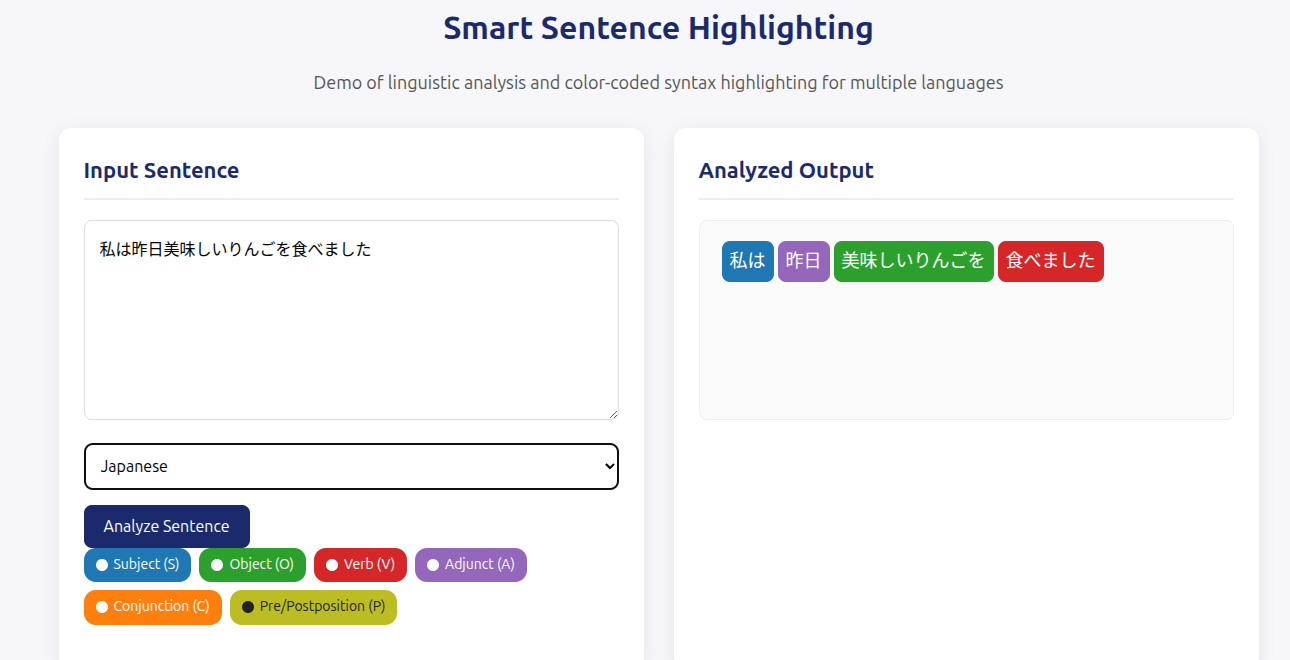 Smart Sentence Highlighting
Demo of linguistic analysis and color-coded syntax highlighting for multiple languages
Input Sentence
私は昨日美味しいりんごを食べました
Japanese
Analyze Sentence
Subject (S) Object (O) Verb (V) Adjunct (A)
Conjunction (C) Pre/Postposition (P)
Analyzed Output
私は 昨日 美味しいりんごを 食べました